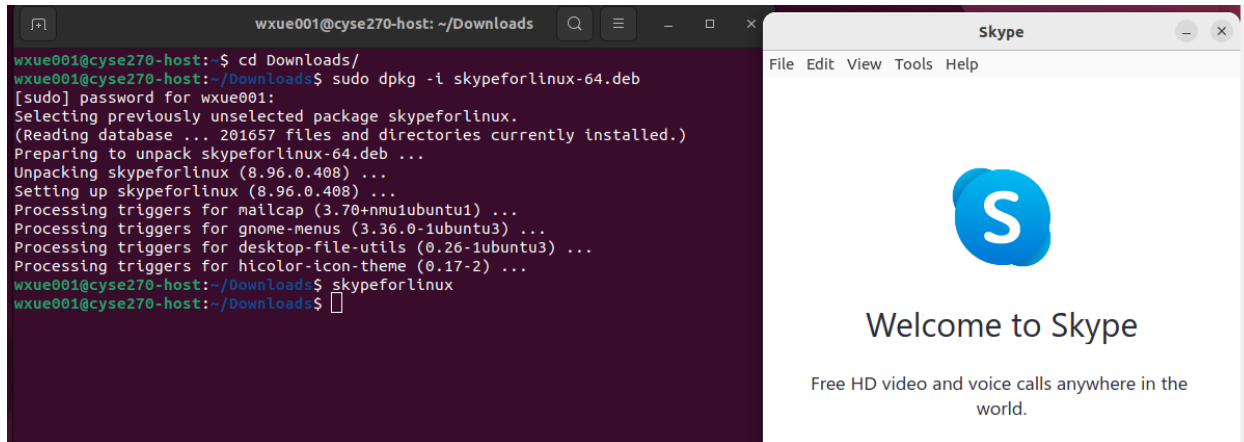 wxue001@cyse270-host: ~/Downloads
wxue001@cyse270-host:~$ cd Downloads/
wxue001@cyse270-host:~/Downloads$ sudo dpkg -i skypeforlinux-64.deb
[sudo] password for wxue001:
Selecting previously unselected package skypeforlinux.
(Reading database ... 201657 files and directories currently installed.)
Preparing to unpack skypeforlinux-64.deb ...
Unpacking skypeforlinux (8.96.0.408) ...
Setting up skypeforlinux (8.96.0.408) ...
Processing triggers for mailcap (3.70+nmu1ubuntu1) ...
Processing triggers for gnome-menus (3.36.0-1ubuntu3) ...
Processing triggers for desktop-file-utils (0.26-1ubuntu3) ...
Processing triggers for hicolor-icon-theme (0.17-2) ...
wxue001@cyse270-host:~/Downloads$ skypeforlinux
wxue001@cyse270-host:~/Downloads$
Skype
File Edit View Tools Help
S
Welcome to Skype
Free HD video and voice calls anywhere in the
world.